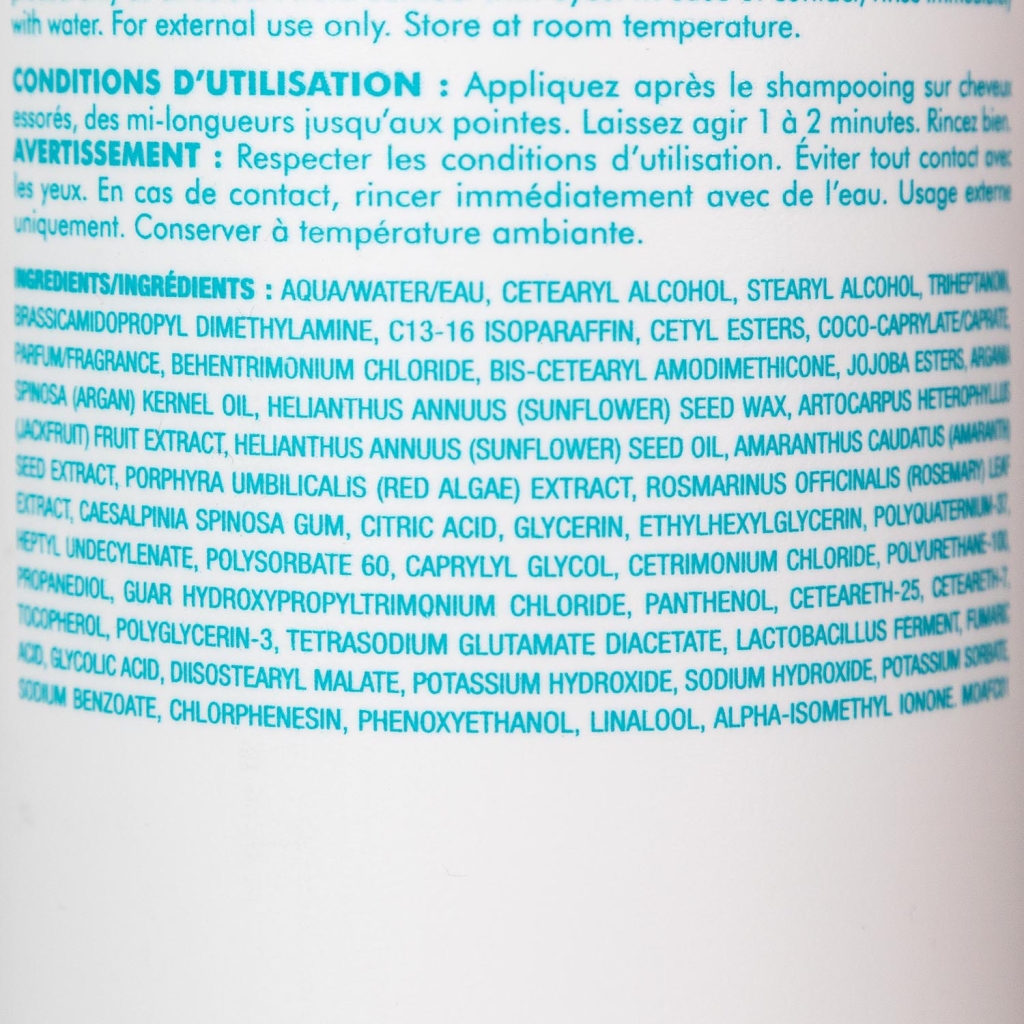 with water. For external use only. Store at room temperature.
CONDITIONS D'UTILISATION : Appliquez après le shampooing sur cheveux
essorés, des mi-longueurs jusqu'aux pointes. Laissez agir 1 à 2 minutes. Rincez bien.
AVERTISSEMENT : Respecter les conditions d'utilisation. Éviter tout contact avec
les yeux. En cas de contact, rincer immédiatement avec de l'eau. Usage externe
uniquement. Conserver à température ambiante.
INGREDIENTS/INGRÉDIENTS : AQUA/WATER/EAU, CETEARYL ALCOHOL, STEARYL ALCOHOL, TRIHEPTANOIN,
BRASSICAMIDOPROPYL DIMETHYLAMINE, C13-16 ISOPARAFFIN, CETYL ESTERS, COCO-CAPRYLATE/CAPRATE,
PARFUM/FRAGRANCE, BEHENTRIMONIUM CHLORIDE, BIS-CETEARYL AMODIMETHICONE, JOJOBA ESTERS, ARGANIA
SPINOSA (ARGAN) KERNEL OIL, HELIANTHUS ANNUUS (SUNFLOWER) SEED WAX, ARTOCARPUS HETEROPHYLLUS
(JACKFRUIT) FRUIT EXTRACT, HELIANTHUS ANNUUS (SUNFLOWER) SEED OIL, AMARANTHUS CAUDATUS (AMARANTH)
SEED EXTRACT, PORPHYRA UMBILICALIS (RED ALGAE) EXTRACT, ROSMARINUS OFFICINALIS (ROSEMARY) LEAF
EXTRACT, CAESALPINIA SPINOSA GUM, CITRIC ACID, GLYCERIN, ETHYLHEXYLGLYCERIN, POLYQUATERNIUM-37,
HEPTYL UNDECYLENATE, POLYSORBATE 60, CAPRYLYL GLYCOL, CETRIMONIUM CHLORIDE, POLYURETHANE-100,
PROPANEDIOL, GUAR HYDROXYPROPYLTRIMONIUM CHLORIDE, PANTHENOL, CETEARETH-25, CETEARETH-7,
TOCOPHEROL, POLYGLYCERIN-3, TETRASODIUM GLUTAMATE DIACETATE, LACTOBACILLUS FERMENT, FUMARIC
ACID, GLYCOLIC ACID, DIISOSTEARYL MALATE, POTASSIUM HYDROXIDE, SODIUM HYDROXIDE, POTASSIUM SORBATE,
SODIUM BENZOATE, CHLORPHENESIN, PHENOXYETHANOL, LINALOOL, ALPHA-ISOMETHYL IONONE.